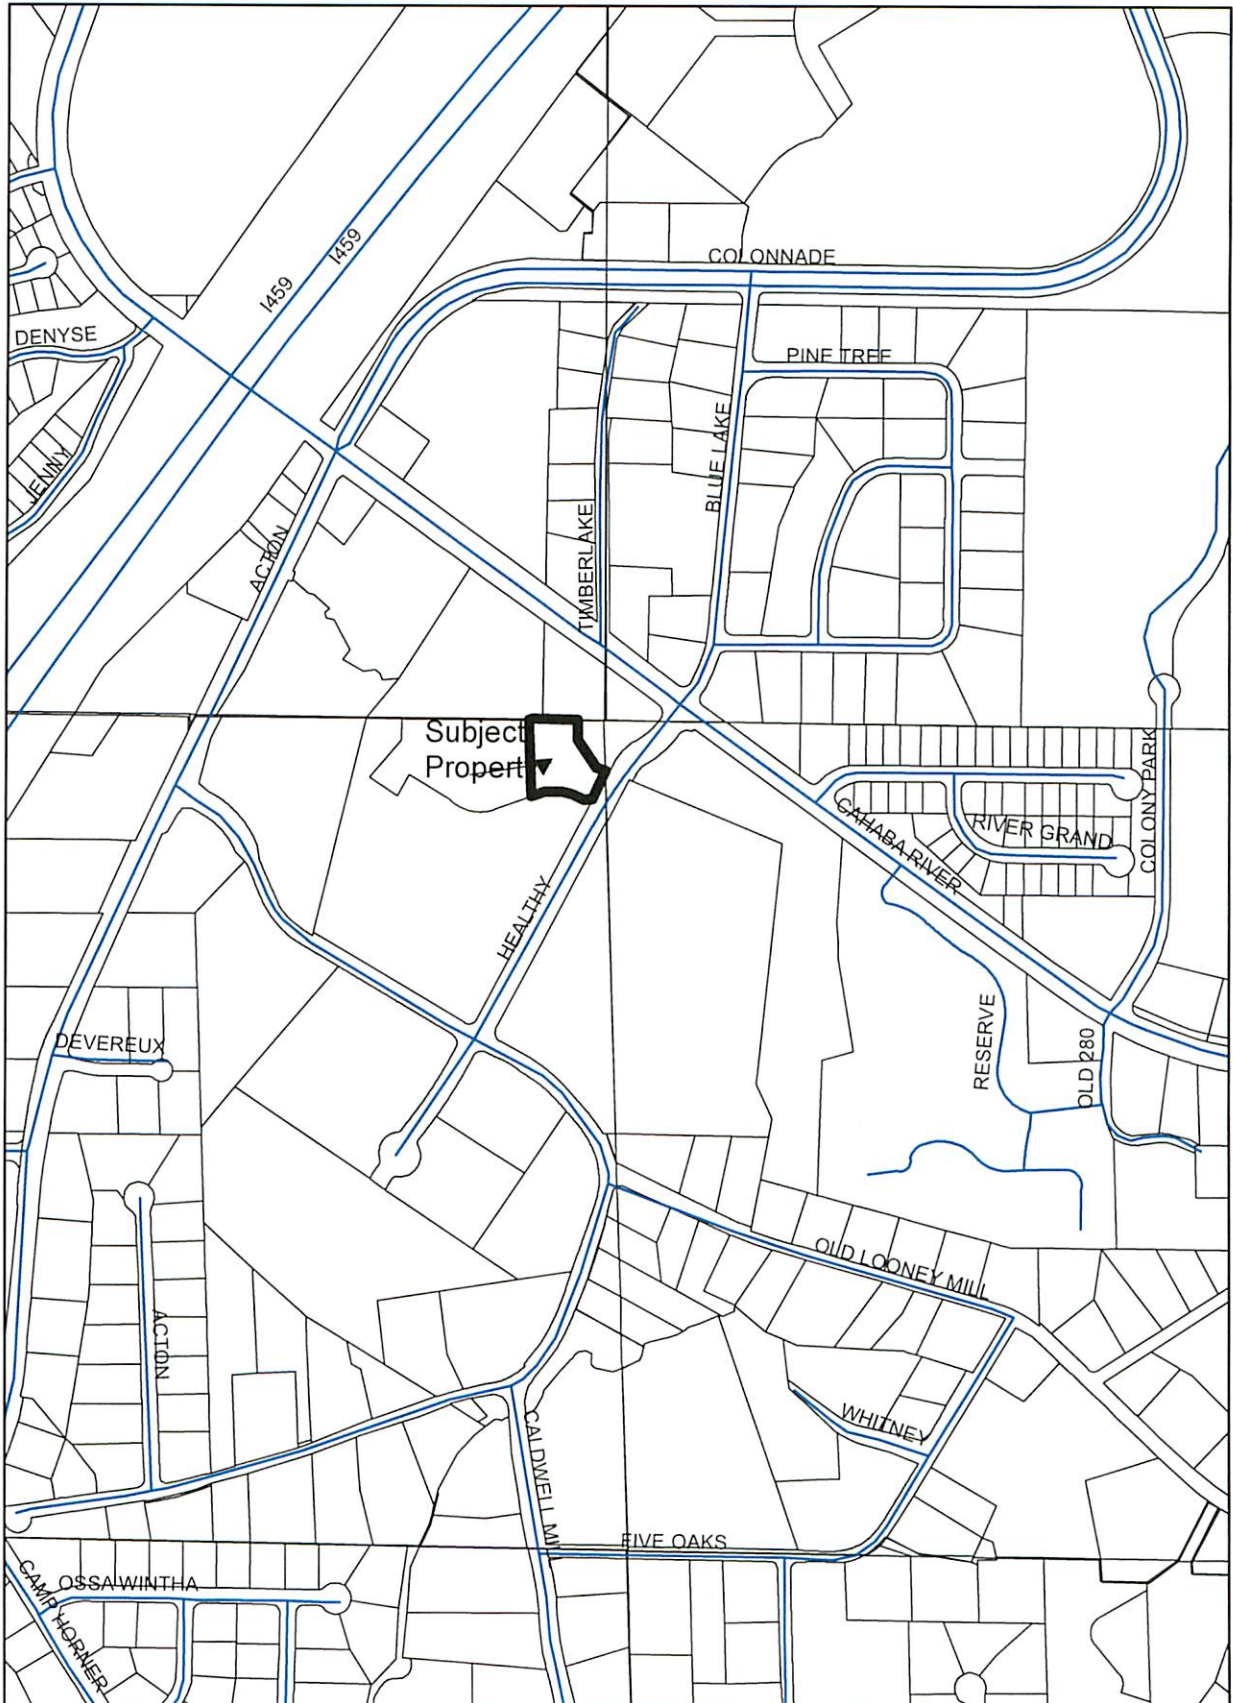 I459
I459
COLONNADE
DENYSE
PINE TREE
JENNY
BLUE LAKE
ACTON
TIMBERLAKE
Subject
Propert
COLONY PARK
CAHABA RIVER
RIVER GRAND
HEALTHY
RESERVE
OLD 280
DEVEREUX
OLD LOONEY MILL
ACTON
WHITNEY
CALDWELL MI
FIVE OAKS
OSSA WINTHA
CAMP HORNER